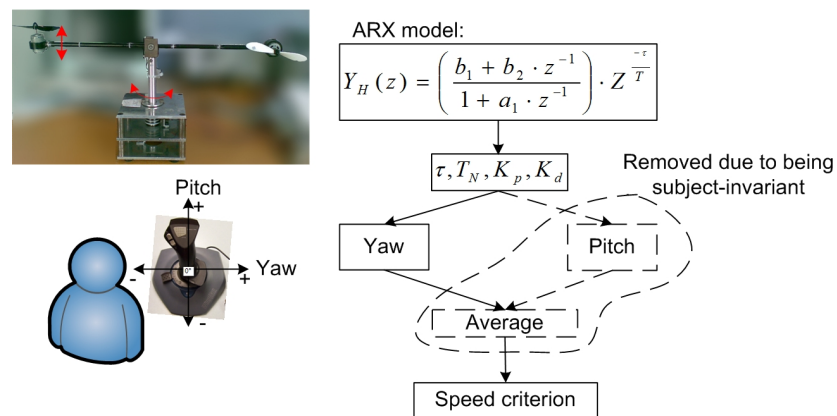 ARX model:
Y_H(z) = ( (b_1 + b_2 · z^{-1}) / (1 + a_1 · z^{-1}) ) · Z^{-τ/T}
τ, T_N, K_p, K_d
Removed due to being
subject-invariant
Pitch
+
- Yaw
+
-
0°
Yaw
Pitch
Average
Speed criterion